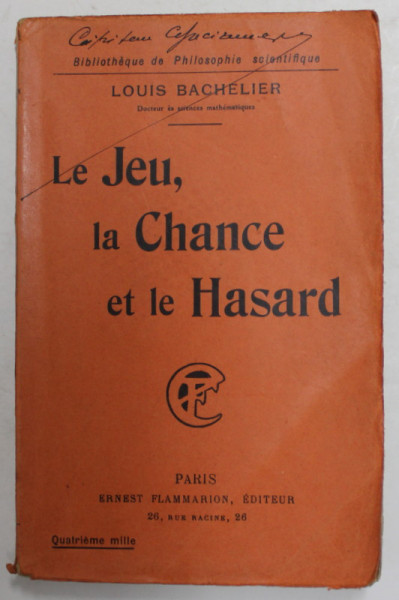 Capitan
Bibliothèque de Philosophie scientifique
LOUIS BACHELIER
Docteur ès sciences mathématiques
Le Jeu,
la Chance
et le Hasard
PARIS
ERNEST FLAMMARION, ÉDITEUR
26, RUE RACINE, 26
Quatrième mille